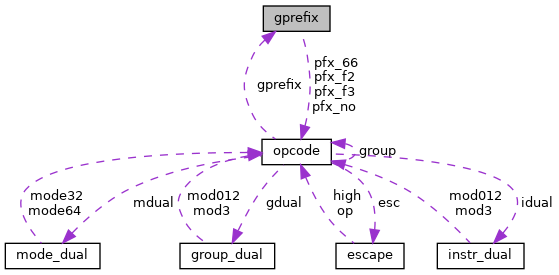 gprefix
pfx_66
pfx_f2
pfx_f3
pfx_no
gprefix
opcode
group
mode32
mode64
mdual
mod012
mod3
gdual
high
op
esc
mod012
mod3
idual
mode_dual
group_dual
escape
instr_dual